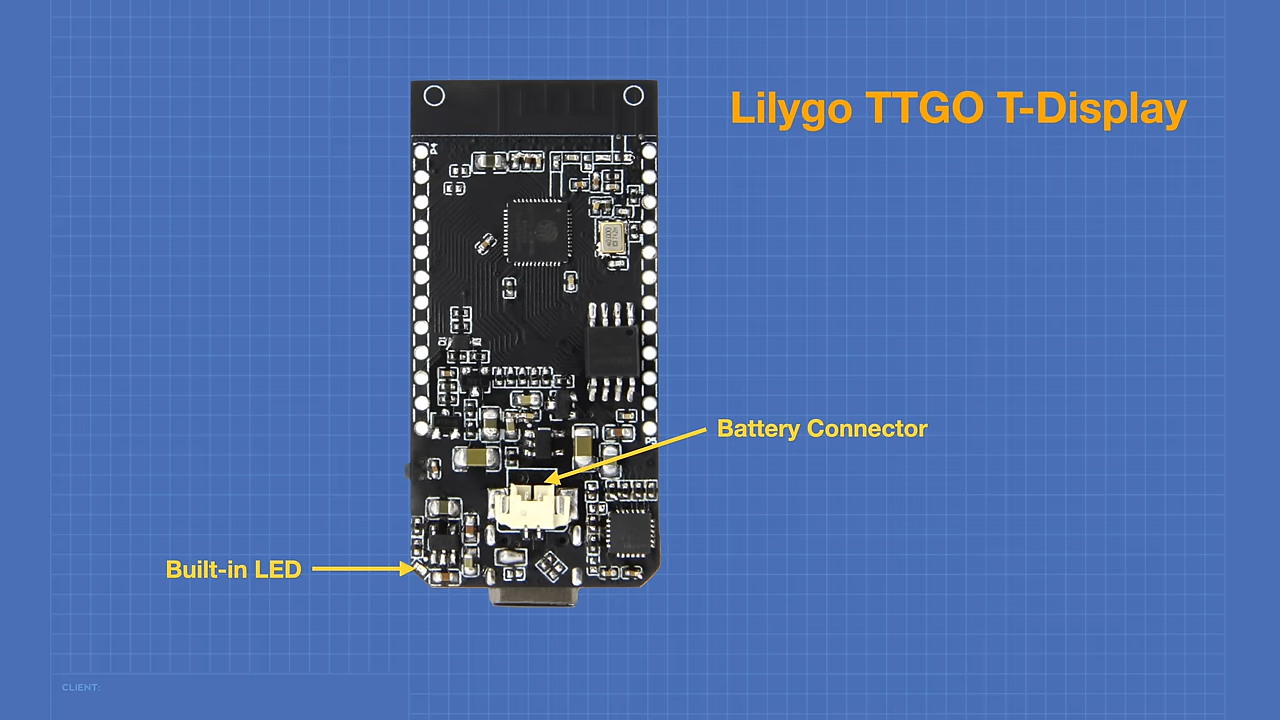 Lilygo TTGO T-Display
Battery Connector
Built-in LED
CLIENT: